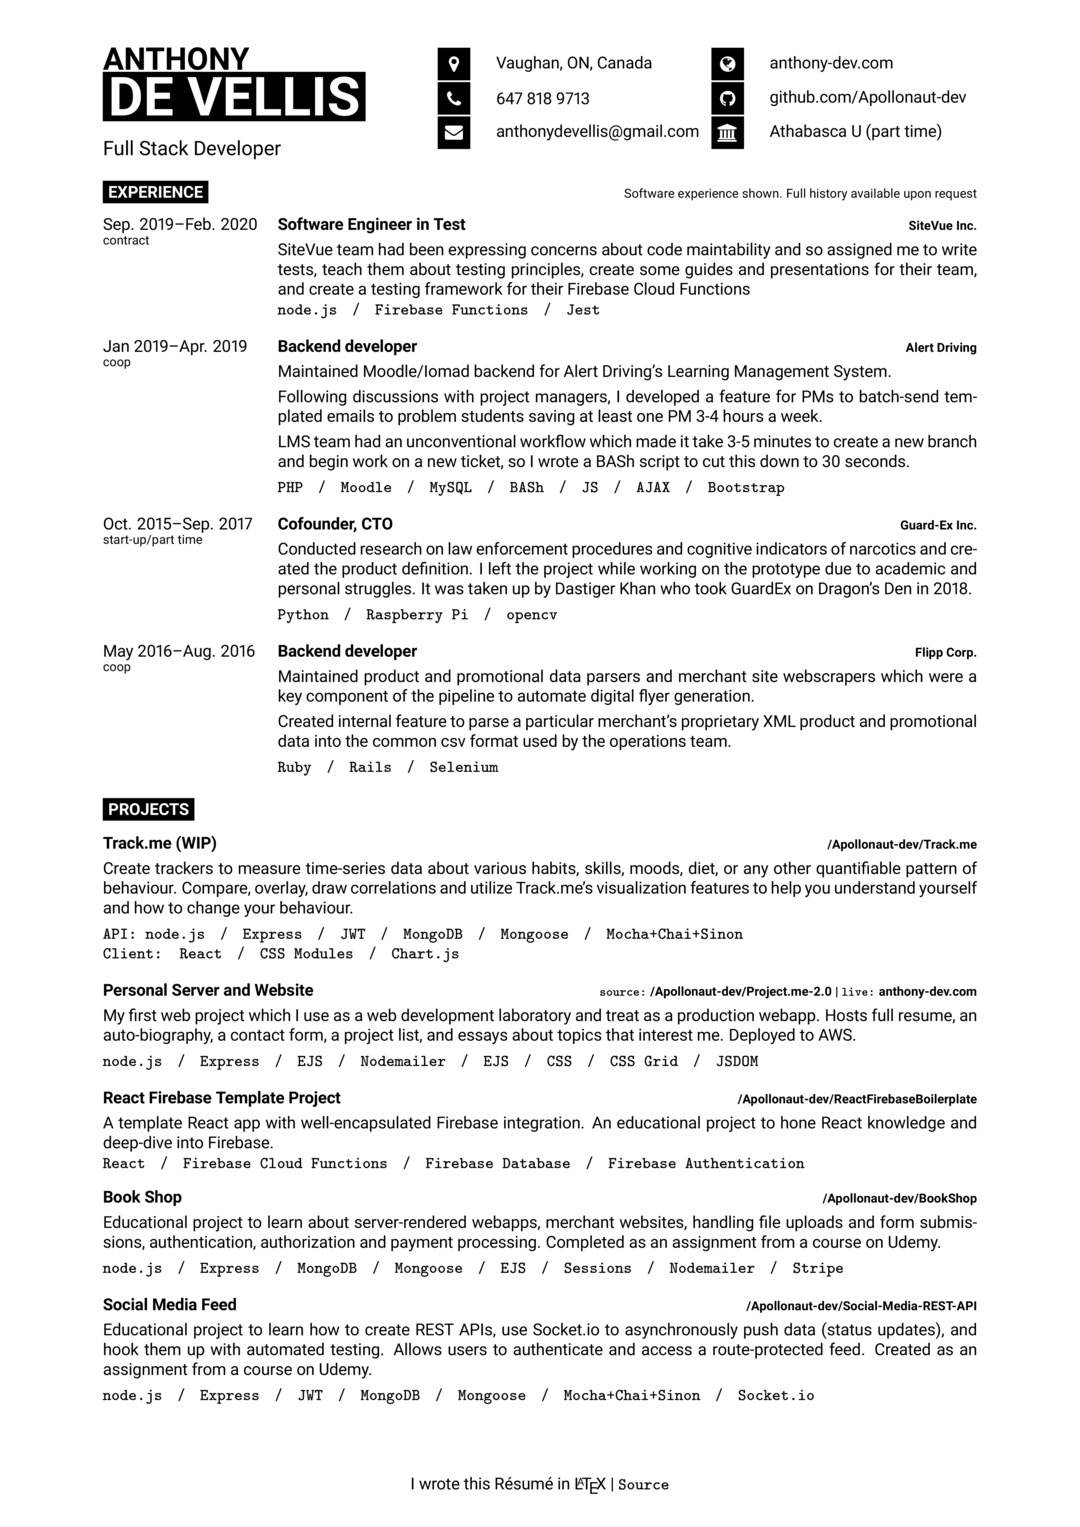 ANTHONY
DE VELLIS
Full Stack Developer
Vaughan, ON, Canada
647 818 9713
anthonydevellis@gmail.com
anthony-dev.com
github.com/Apollonaut-dev
Athabasca U (part time)
EXPERIENCE
Software experience shown. Full history available upon request
Sep. 2019–Feb. 2020 Software Engineer in Test SiteVue Inc.
contract
SiteVue team had been expressing concerns about code maintability and so assigned me to write
tests, teach them about testing principles, create some guides and presentations for their team,
and create a testing framework for their Firebase Cloud Functions
node.js / Firebase Functions / Jest
Jan 2019–Apr. 2019 Backend developer Alert Driving
coop
Maintained Moodle/Iomad backend for Alert Driving’s Learning Management System.
Following discussions with project managers, I developed a feature for PMs to batch-send tem-
plated emails to problem students saving at least one PM 3-4 hours a week.
LMS team had an unconventional workflow which made it take 3-5 minutes to create a new branch
and begin work on a new ticket, so I wrote a BASh script to cut this down to 30 seconds.
PHP / Moodle / MySQL / BASh / JS / AJAX / Bootstrap
Oct. 2015–Sep. 2017 Cofounder, CTO Guard-Ex Inc.
start-up/part time
Conducted research on law enforcement procedures and cognitive indicators of narcotics and cre-
ated the product definition. I left the project while working on the prototype due to academic and
personal struggles. It was taken up by Dastiger Khan who took GuardEx on Dragon’s Den in 2018.
Python / Raspberry Pi / opencv
May 2016–Aug. 2016 Backend developer Flipp Corp.
coop
Maintained product and promotional data parsers and merchant site webscrapers which were a
key component of the pipeline to automate digital flyer generation.
Created internal feature to parse a particular merchant’s proprietary XML product and promotional
data into the common csv format used by the operations team.
Ruby / Rails / Selenium
PROJECTS
Track.me (WIP) /Apollonaut-dev/Track.me
Create trackers to measure time-series data about various habits, skills, moods, diet, or any other quantifiable pattern of
behaviour. Compare, overlay, draw correlations and utilize Track.me’s visualization features to help you understand yourself
and how to change your behaviour.
API: node.js / Express / JWT / MongoDB / Mongoose / Mocha+Chai+Sinon
Client: React / CSS Modules / Chart.js
Personal Server and Website source: /Apollonaut-dev/Project.me-2.0 | live: anthony-dev.com
My first web project which I use as a web development laboratory and treat as a production webapp. Hosts full resume, an
auto-biography, a contact form, a project list, and essays about topics that interest me. Deployed to AWS.
node.js / Express / EJS / Nodemailer / EJS / CSS / CSS Grid / JSDOM
React Firebase Template Project /Apollonaut-dev/ReactFirebaseBoilerplate
A template React app with well-encapsulated Firebase integration. An educational project to hone React knowledge and
deep-dive into Firebase.
React / Firebase Cloud Functions / Firebase Database / Firebase Authentication
Book Shop /Apollonaut-dev/BookShop
Educational project to learn about server-rendered webapps, merchant websites, handling file uploads and form submis-
sions, authentication, authorization and payment processing. Completed as an assignment from a course on Udemy.
node.js / Express / MongoDB / Mongoose / EJS / Sessions / Nodemailer / Stripe
Social Media Feed /Apollonaut-dev/Social-Media-REST-API
Educational project to learn how to create REST APIs, use Socket.io to asynchronously push data (status updates), and
hook them up with automated testing. Allows users to authenticate and access a route-protected feed. Created as an
assignment from a course on Udemy.
node.js / Express / JWT / MongoDB / Mongoose / Mocha+Chai+Sinon / Socket.io
I wrote this Résumé in LATEX | Source